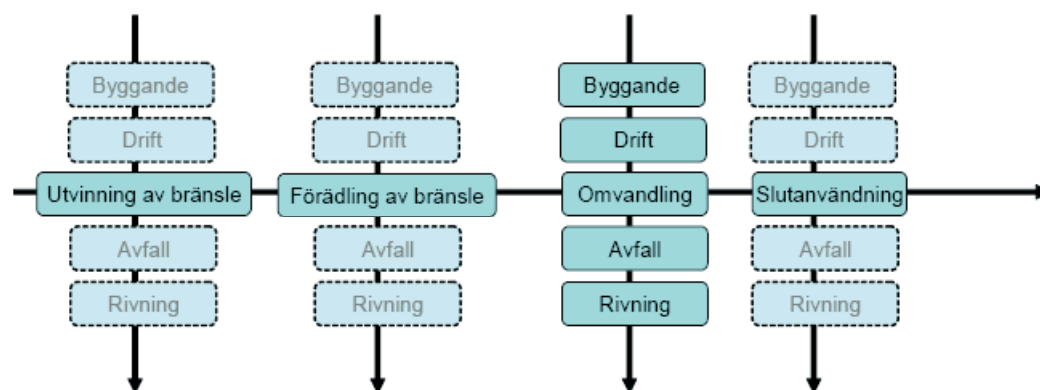 Byggande
Byggande
Byggande
Byggande
Drift
Drift
Drift
Drift
Utvinning av bränsle
Förädling av bränsle
Omvandling
Slutanvändning
Avfall
Avfall
Avfall
Avfall
Rivning
Rivning
Rivning
Rivning